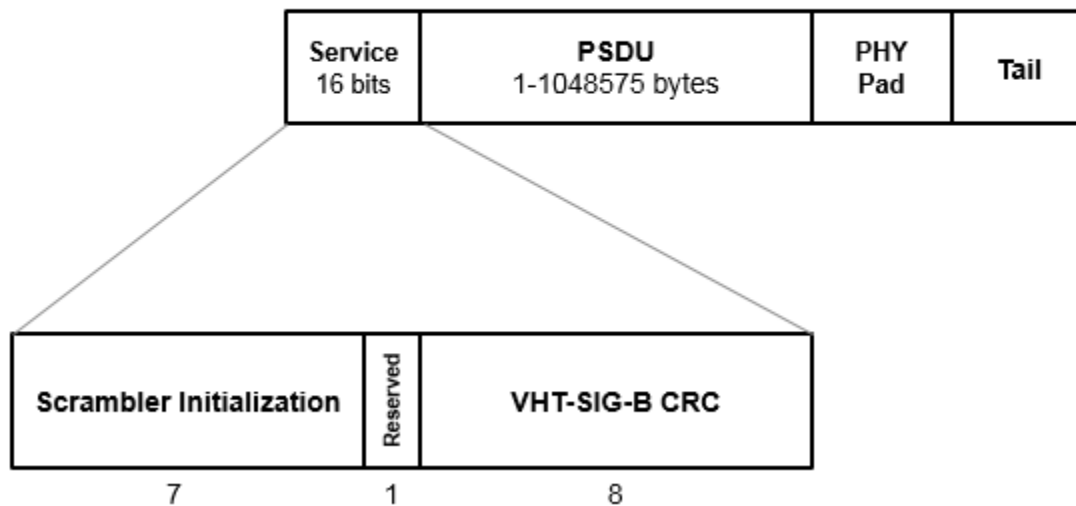 Service
16 bits
PSDU
1-1048575 bytes
PHY
Pad
Tail
Scrambler Initialization
Reserved
VHT-SIG-B CRC
7
1
8